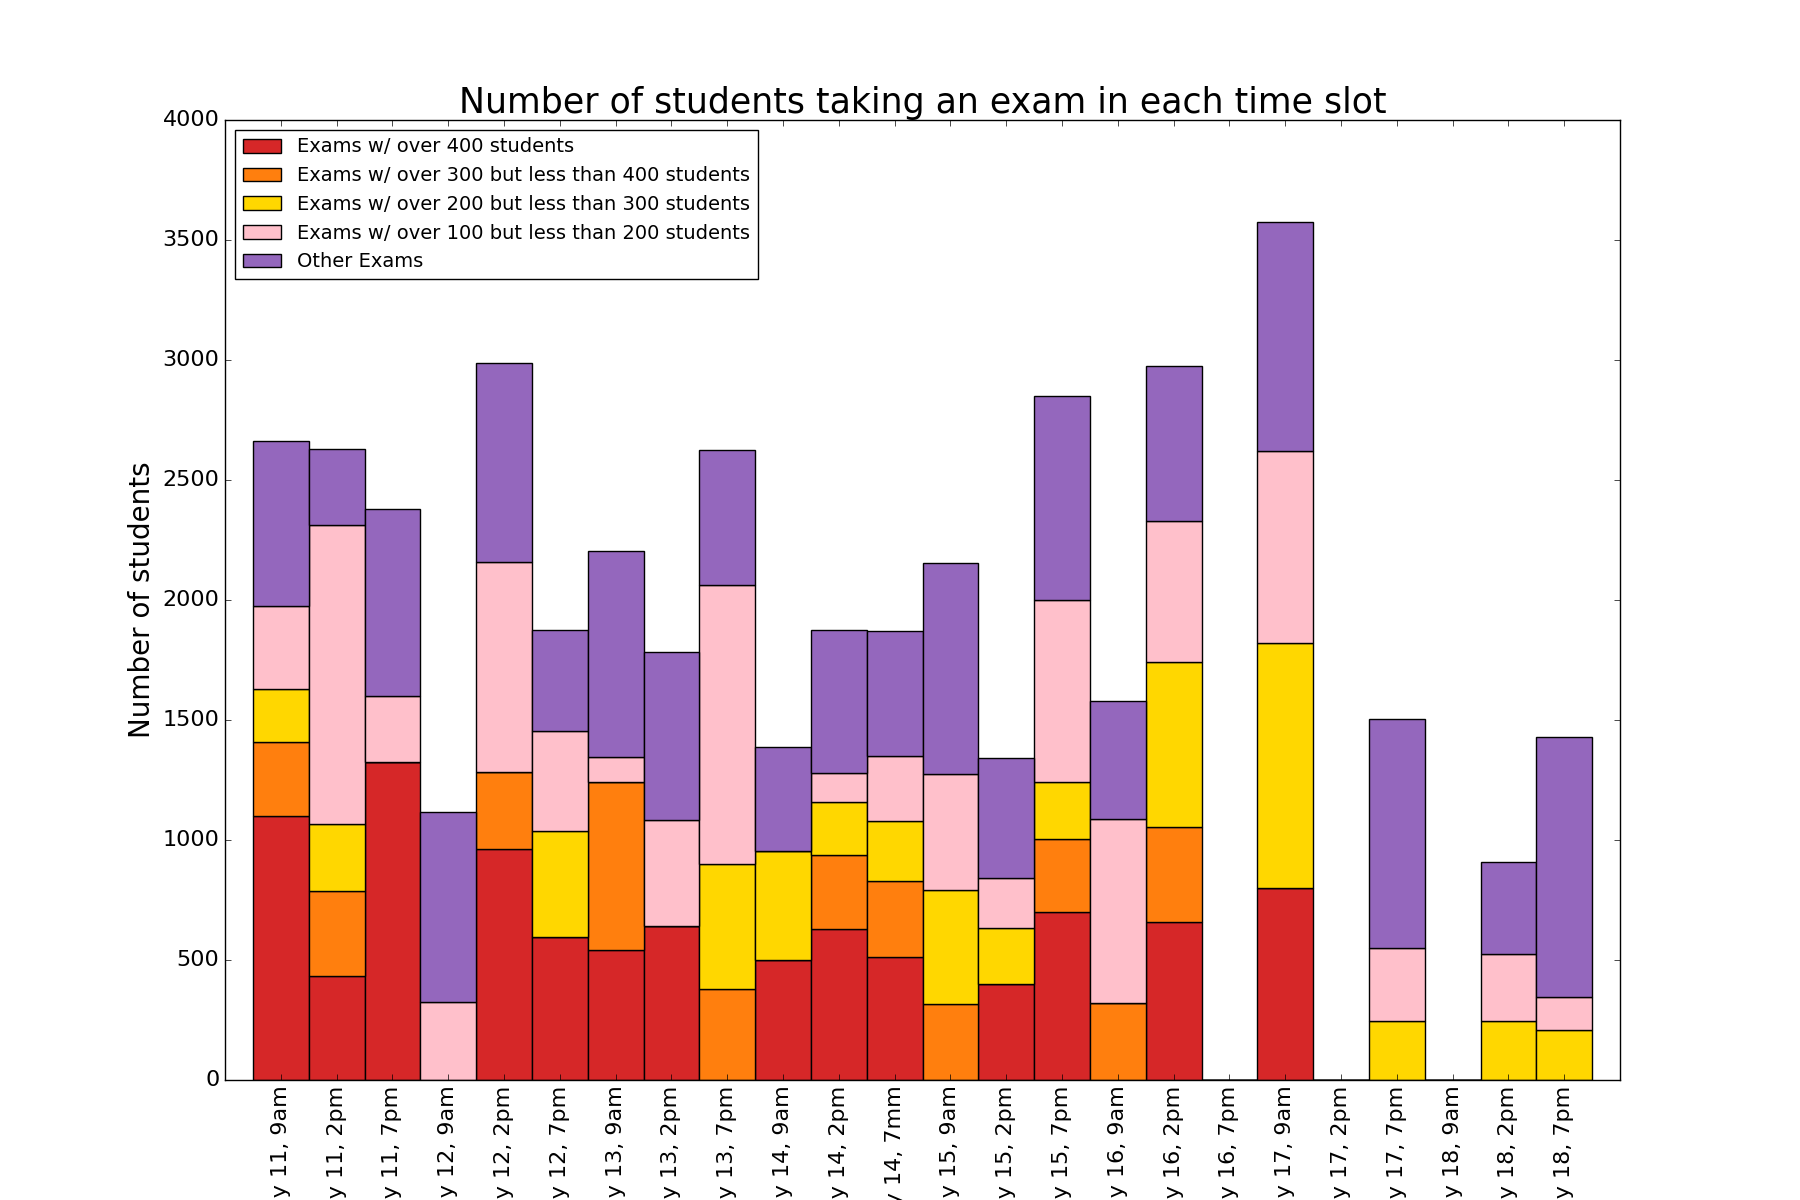 Number of students taking an exam in each time slot
Exams w/ over 400 students
Exams w/ over 300 but less than 400 students
Exams w/ over 200 but less than 300 students
Exams w/ over 100 but less than 200 students
Other Exams
Number of students
4000
3500
3000
2500
2000
1500
1000
500
0
y 11, 9am
y 11, 2pm
y 11, 7pm
y 12, 9am
y 12, 2pm
y 12, 7pm
y 13, 9am
y 13, 2pm
y 13, 7pm
y 14, 9am
y 14, 2pm
y 14, 7mm
y 15, 9am
y 15, 2pm
y 15, 7pm
y 16, 9am
y 16, 2pm
y 16, 7pm
y 17, 9am
y 17, 2pm
y 17, 7pm
y 18, 9am
y 18, 2pm
y 18, 7pm